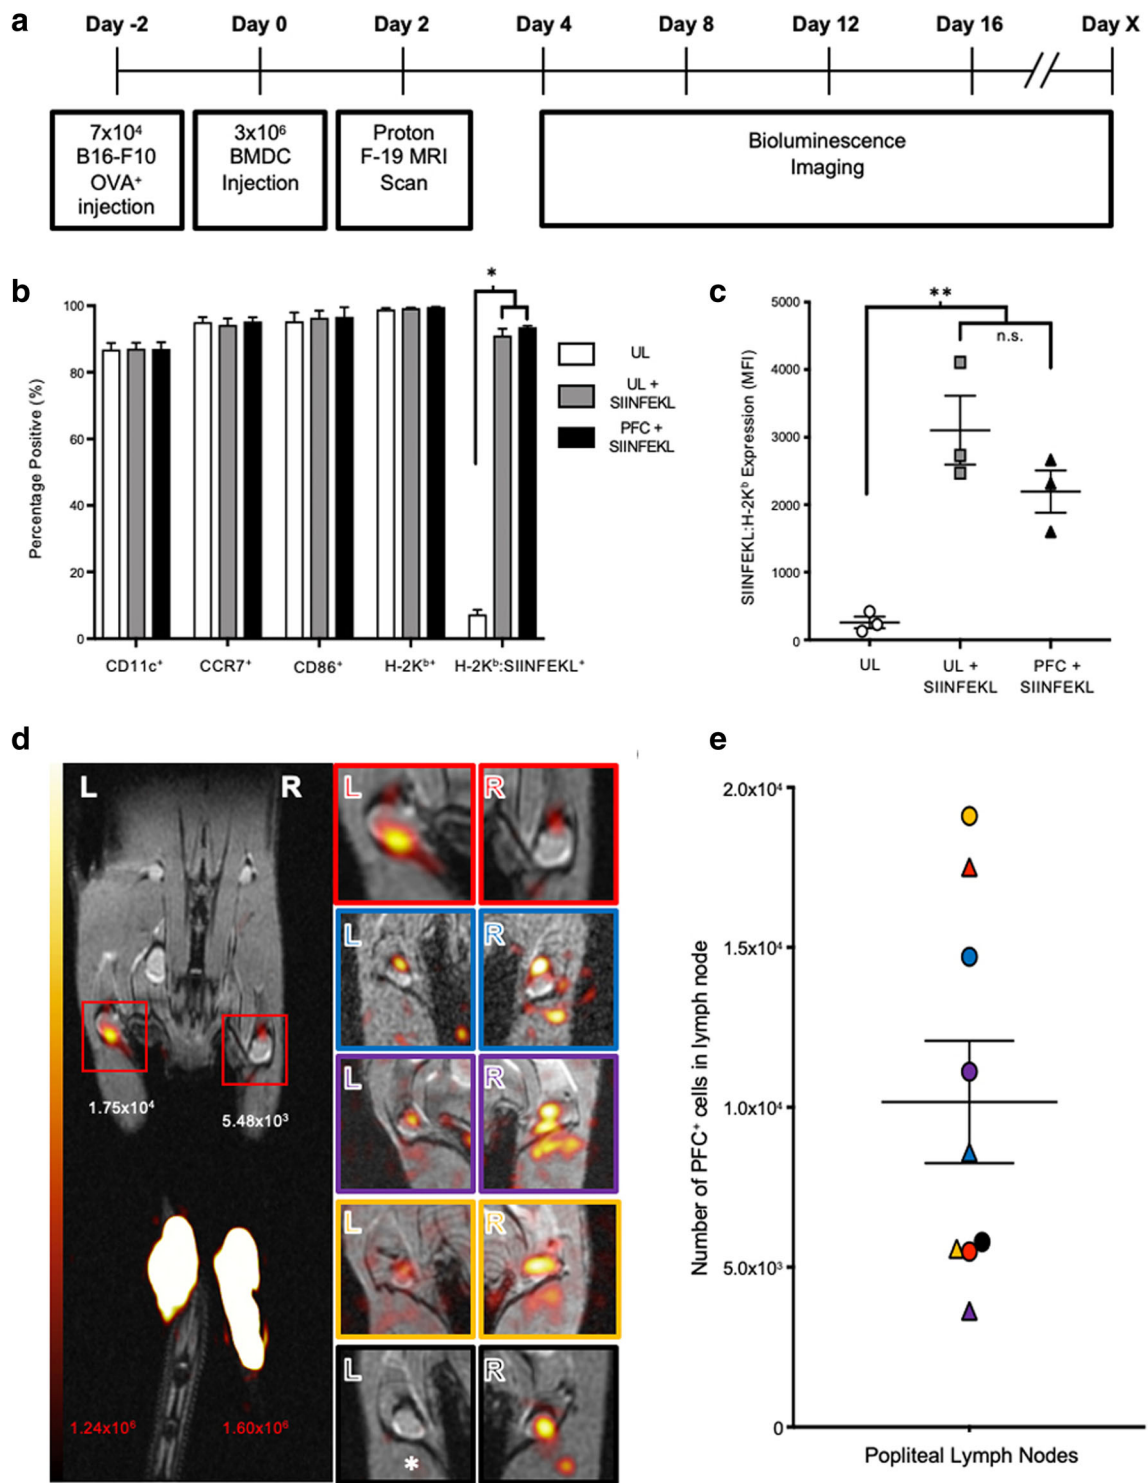 a
Day -2 Day 0 Day 2 Day 4 Day 8 Day 12 Day 16 Day X
7x10⁴
B16-F10
OVA⁺
injection
3x10⁶
BMDC
Injection
Proton
F-19 MRI
Scan
Bioluminescence
Imaging
b
Percentage Positive (%)
100
80
60
40
20
0
*
CD11c⁺ CCR7⁺ CD86⁺ H-2Kᵇ⁺ H-2Kᵇ:SIINFEKL⁺
UL
UL +
SIINFEKL
PFC +
SIINFEKL
c
SIINFEKL:H-2Kᵇ Expression (MFI)
5000
4000
3000
2000
1000
0
**
n.s.
UL
UL +
SIINFEKL
PFC +
SIINFEKL
d
L R
1.75x10⁴
5.48x10³
1.24x10⁶
1.60x10⁶
L R
L R
L R
L R
L R
*
e
Number of PFC⁺ cells in lymph node
2.0x10⁴
1.5x10⁴
1.0x10⁴
5.0x10³
0
Popliteal Lymph Nodes